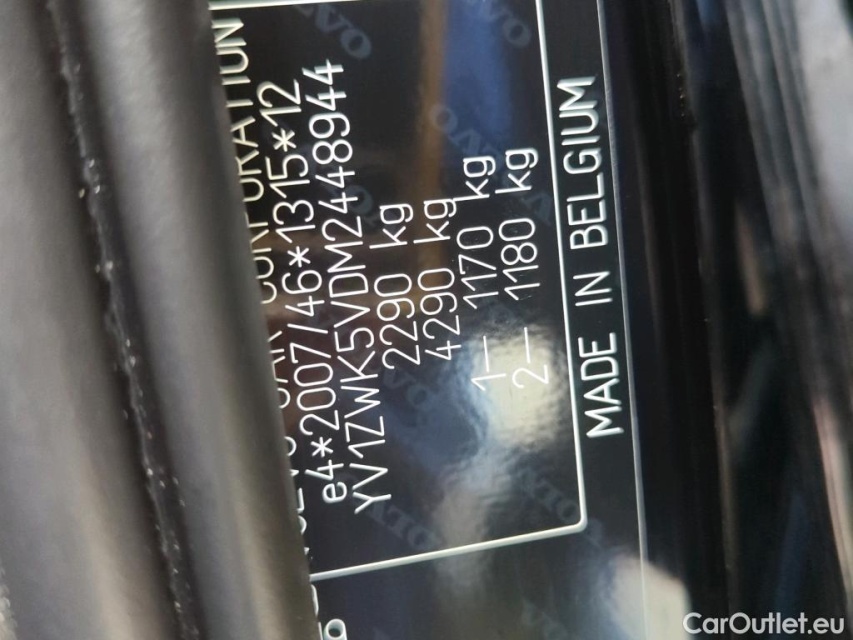 CAR CORPORATION
e4*2007/46*1315*12
YV1ZWK5VDM2448944
2290 kg
4290 kg
1— 1170 kg
2— 1180 kg
MADE IN BELGIUM
CarOutlet.eu